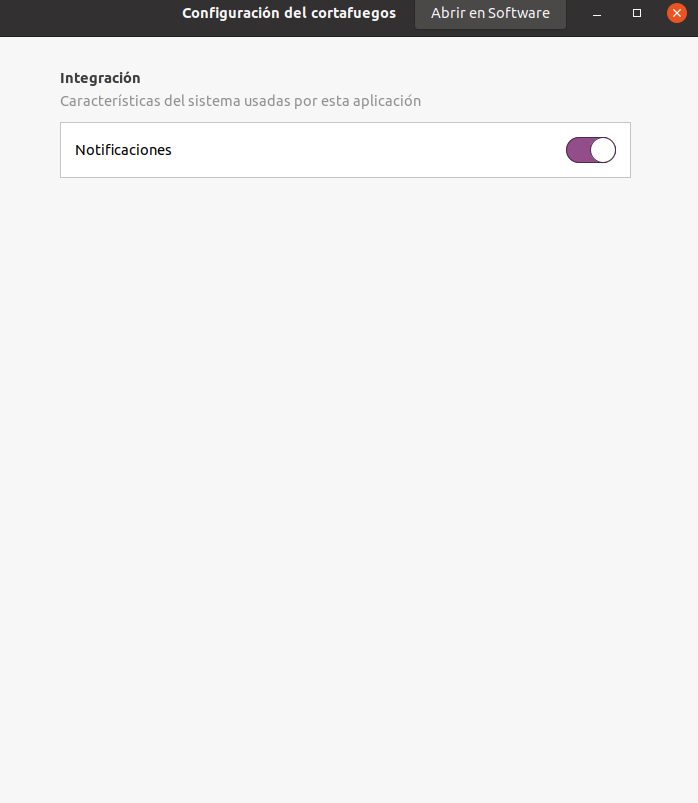 Configuración del cortafuegos
Abrir en Software
Integración
Características del sistema usadas por esta aplicación
Notificaciones